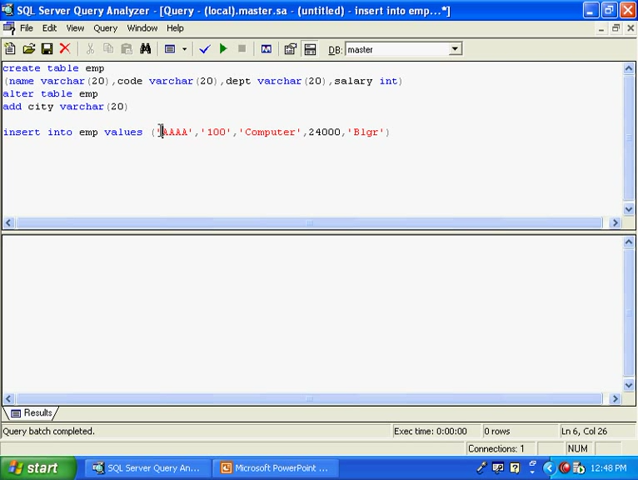 SQL Server Query Analyzer - [Query - (local).master.sa - (untitled) - insert into emp...*]
File Edit Query Tools Window Help
DB: master
create table emp
(name varchar(20),code varchar(20),dept varchar(20),salary int)
alter table emp
add city varchar(20)
insert into emp values ('AAAA','100','Computer',24000,'Blgr')
Results
Query batch completed.
Exec time: 0:00:00
0 rows
Ln 6, Col 26
Connections: 1
NUM
start
SQL Server Query An...
Microsoft PowerPoint ...
12:48 PM